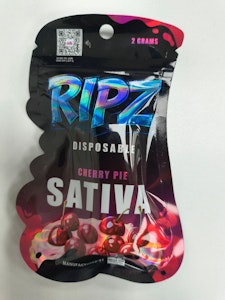 2 GRAMS
RIPZ
DISPOSABLE
CHERRY PIE
SATIVA